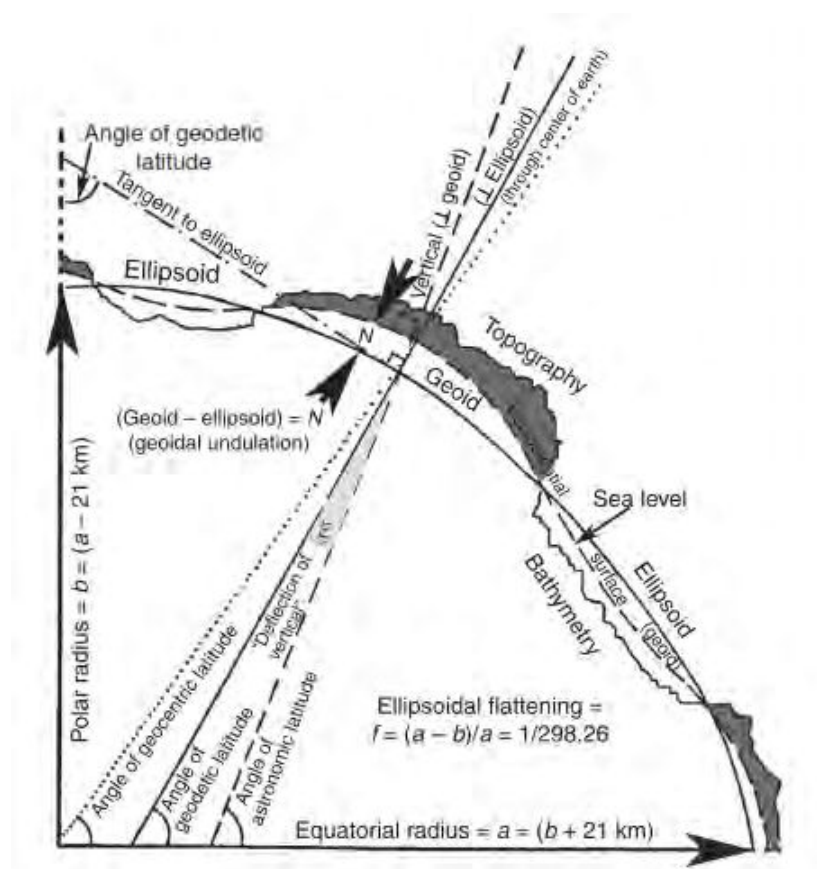 Angle of geodetic
latitude
Tangent to ellipsoid
Ellipsoid
Vertical (⊥ geoid)
(⊥ Ellipsoid)
(through center of earth)
Topography
N
Geoid
(Geoid – ellipsoid) = N
(geoidal undulation)
Sea level
surface
(geoid)
Ellipsoid
Bathymetry
Polar radius = b = (a – 21 km)
"Deflection of
vertical"
Angle of geocentric latitude
Angle of
geodetic latitude
Angle of
astronomic latitude
Ellipsoidal flattening =
f = (a – b)/a = 1/298.26
Equatorial radius = a = (b + 21 km)